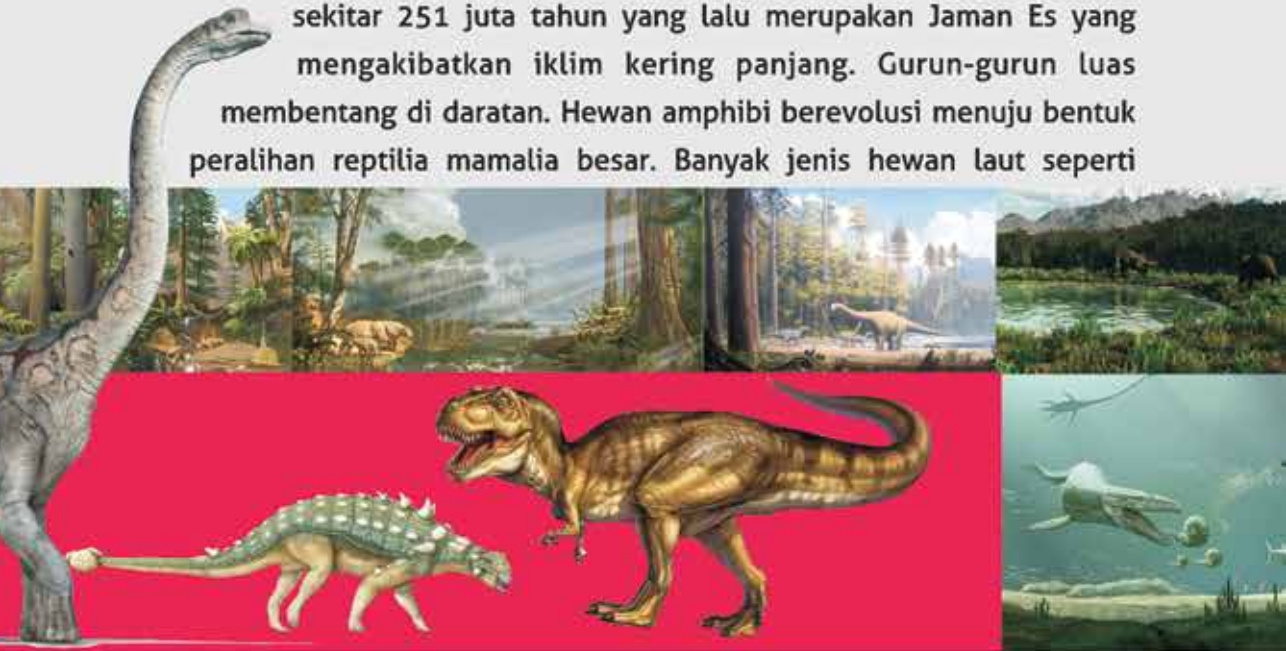 sekitar 251 juta tahun yang lalu merupakan Jaman Es yang
mengakibatkan iklim kering panjang. Gurun-gurun luas
membentang di daratan. Hewan amphibi berevolusi menuju bentuk
peralihan reptilia mamalia besar. Banyak jenis hewan laut seperti